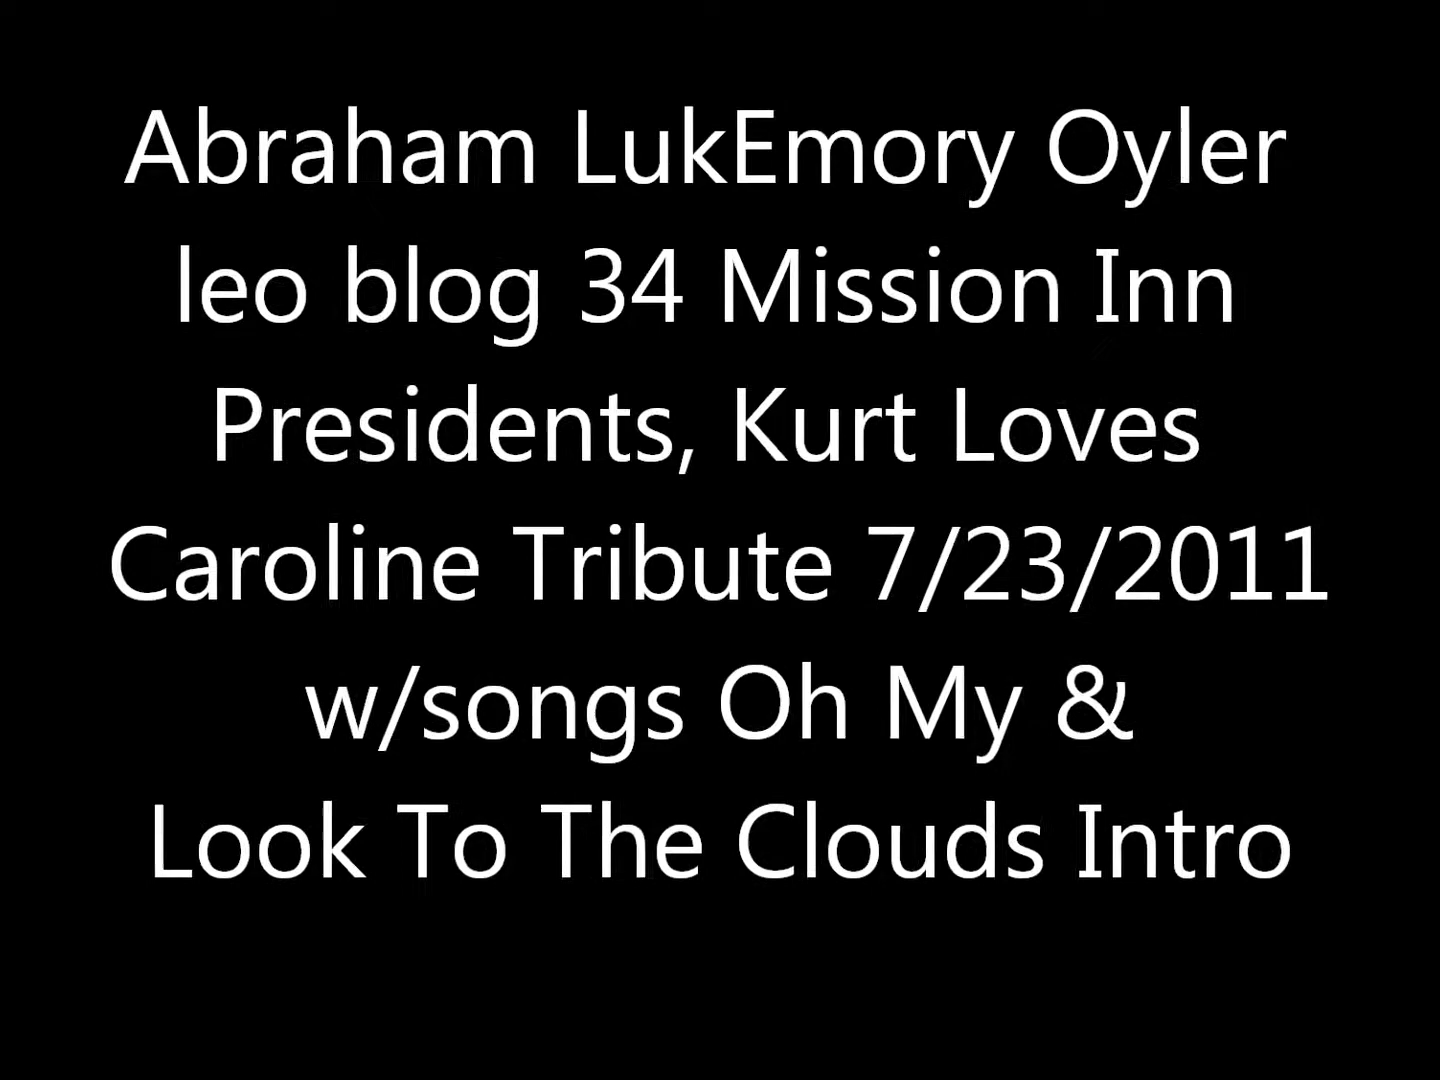 Abraham LukEmory Oyler
leo blog 34 Mission Inn
Presidents, Kurt Loves
Caroline Tribute 7/23/2011
w/songs Oh My &
Look To The Clouds Intro